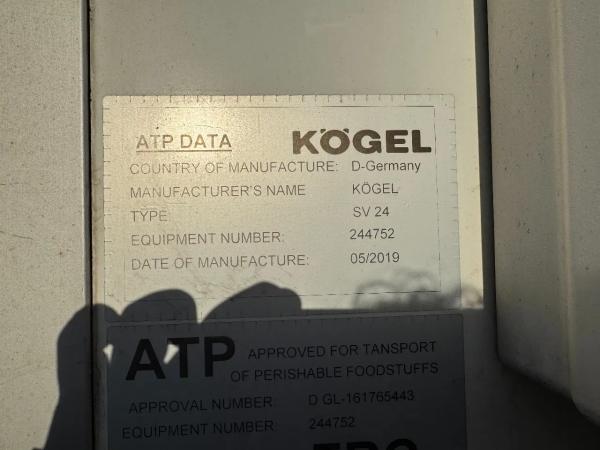 ATP DATA KÖGEL
COUNTRY OF MANUFACTURE: D-Germany
MANUFACTURER'S NAME KÖGEL
TYPE: SV 24
EQUIPMENT NUMBER: 244752
DATE OF MANUFACTURE: 05/2019
ATP APPROVED FOR TANSPORT
OF PERISHABLE FOODSTUFFS
APPROVAL NUMBER: D GL-161765443
EQUIPMENT NUMBER: 244752